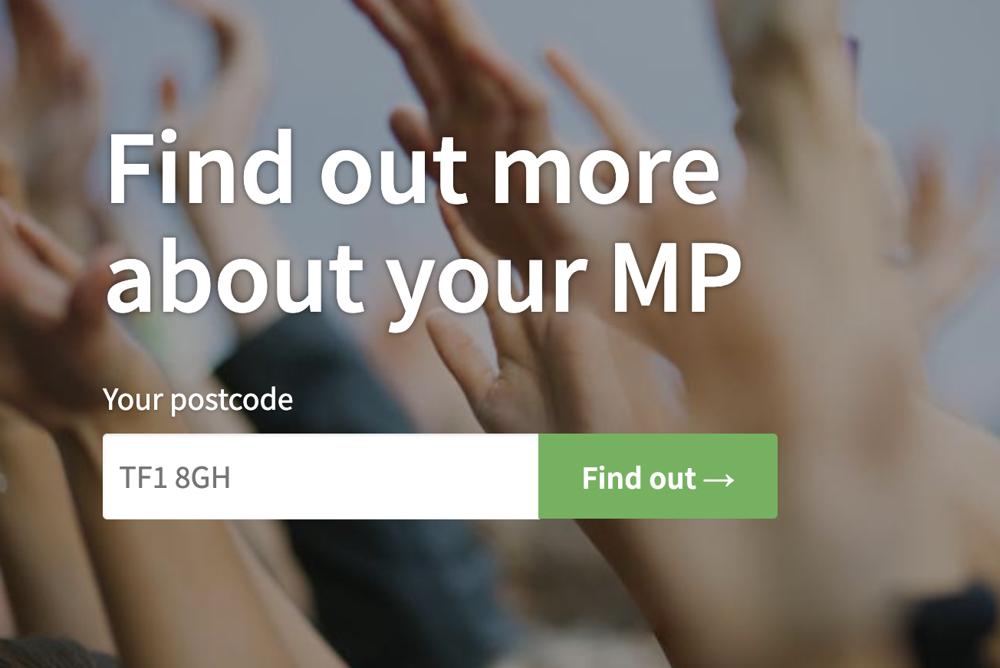 Find out more
about your MP
Your postcode
TF1 8GH
Find out →